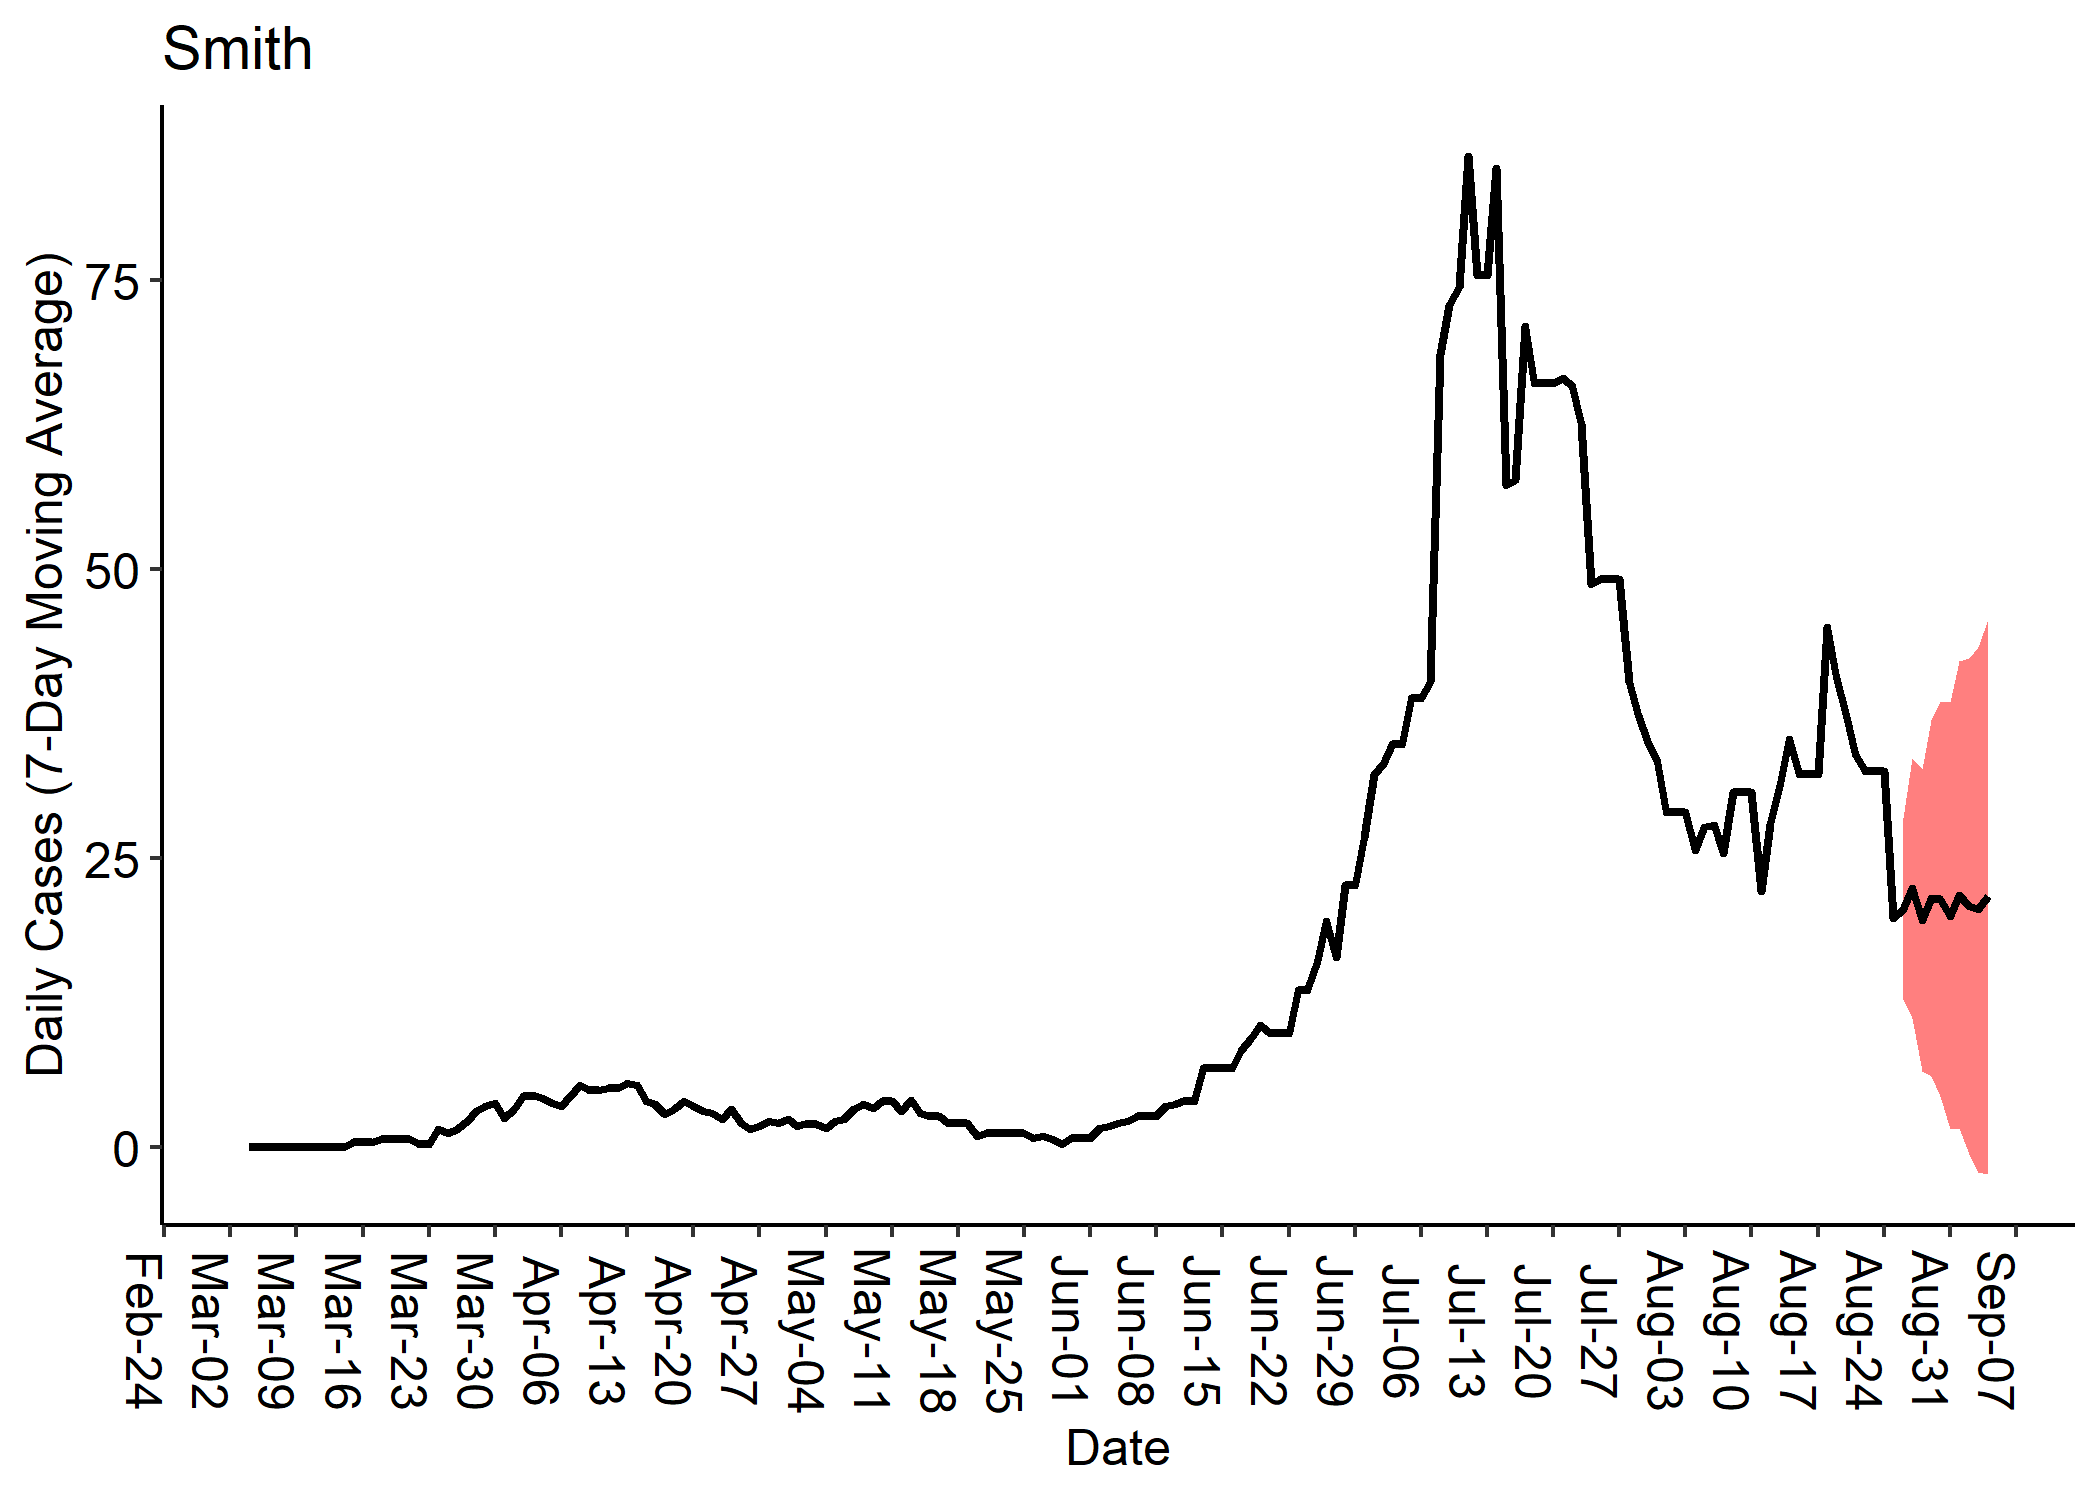 Smith
Daily Cases (7-Day Moving Average)
75
50
25
0
Feb-24
Mar-02
Mar-09
Mar-16
Mar-23
Mar-30
Apr-06
Apr-13
Apr-20
Apr-27
May-04
May-11
May-18
May-25
Jun-01
Jun-08
Jun-15
Jun-22
Jun-29
Jul-06
Jul-13
Jul-20
Jul-27
Aug-03
Aug-10
Aug-17
Aug-24
Aug-31
Sep-07
Date